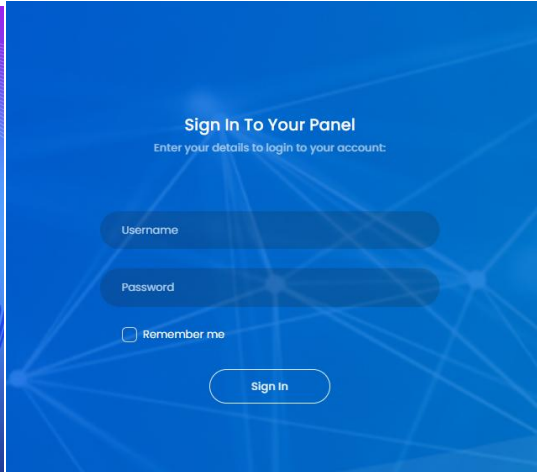 Sign In To Your Panel
Enter your details to login to your account:
Username
Password
Remember me
Sign In